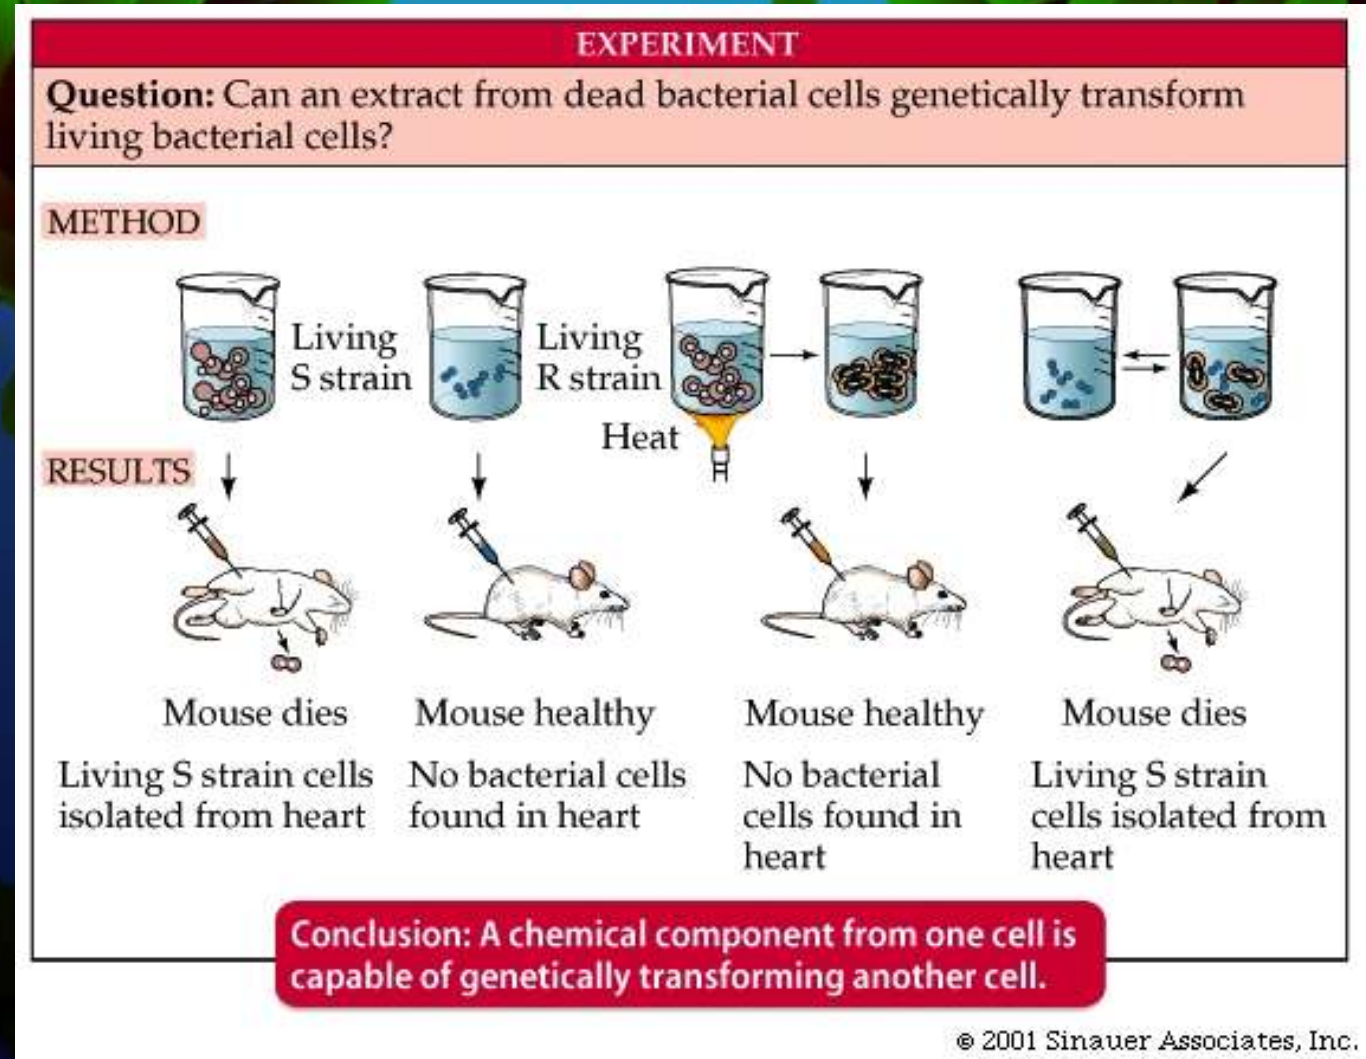 EXPERIMENT
Question: Can an extract from dead bacterial cells genetically transform
living bacterial cells?
METHOD
Living
S strain
Living
R strain
Heat
RESULTS
Mouse dies
Living S strain cells
isolated from heart
Mouse healthy
No bacterial cells
found in heart
Mouse healthy
No bacterial
cells found in
heart
Mouse dies
Living S strain
cells isolated from
heart
Conclusion: A chemical component from one cell is
capable of genetically transforming another cell.
© 2001 Sinauer Associates, Inc.